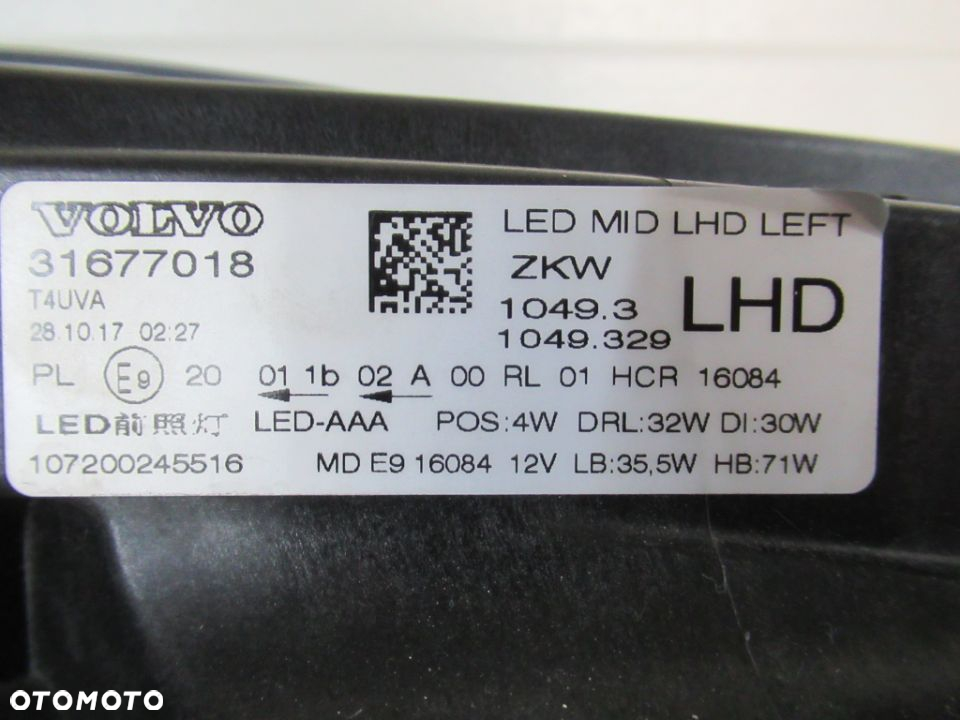 VOLVO
31677018
T4UVA
28.10.17 02:27
LED MID LHD LEFT
ZKW
1049.3
1049.329
LHD
PL E9 20 01 1b 02 A 00 RL 01 HCR 16084
LED前照灯 LED-AAA POS:4W DRL:32W DI:30W
107200245516 MD E9 16084 12V LB:35,5W HB:71W
OTOMOTO